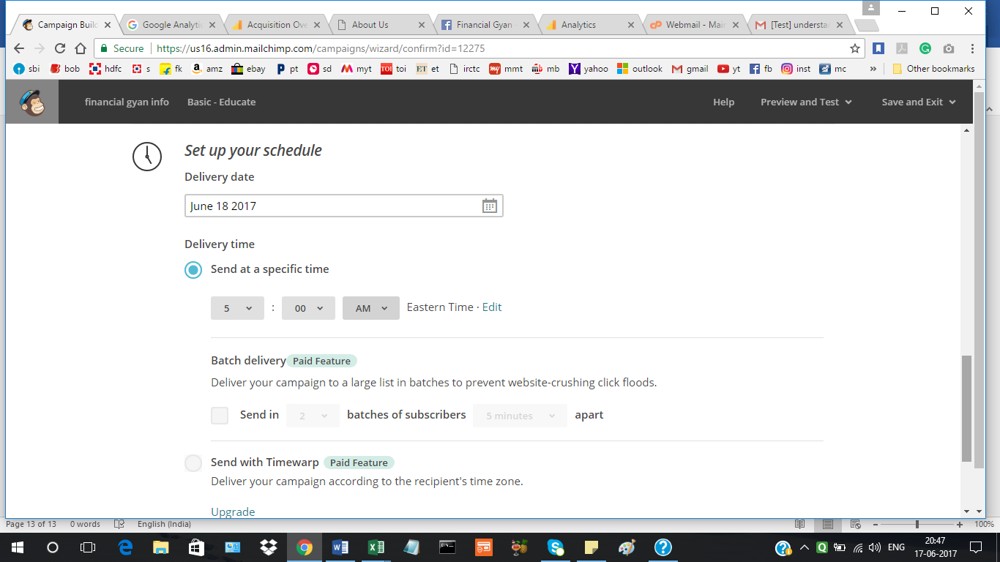 Campaign Builc
Google Analytic
Acquisition Ove
About Us
Financial Gyan -
Analytics
Webmail - Mair
[Test] understar
Secure
https://us16.admin.mailchimp.com/campaigns/wizard/confirm?id=12275
sbi bob hdfc s fk amz ebay pt sd myt toi et irctc mmt mb yahoo outlook gmail yt fb inst mc » Other bookmarks
financial gyan info Basic - Educate Help Preview and Test Save and Exit
Set up your schedule
Delivery date
June 18 2017
Delivery time
Send at a specific time
5 : 00 AM Eastern Time · Edit
Batch delivery Paid Feature
Deliver your campaign to a large list in batches to prevent website-crushing click floods.
Send in 2 batches of subscribers 5 minutes apart
Send with Timewarp Paid Feature
Deliver your campaign according to the recipient's time zone.
Upgrade
Page 13 of 13 0 words English (India) 100%
ENG
20:47
17-06-2017